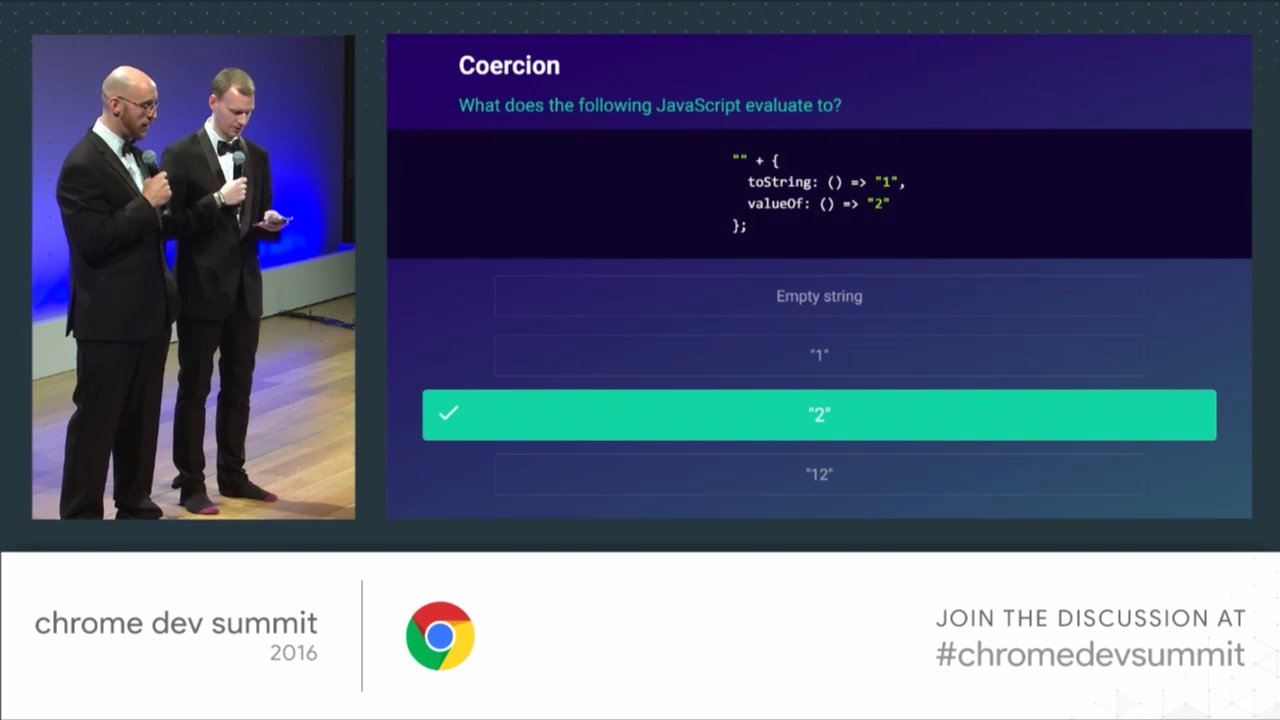 Coercion
What does the following JavaScript evaluate to?
"" + {
toString: () => "1",
valueOf: () => "2"
};
Empty string
"1"
"2"
"12"
chrome dev summit
2016
JOIN THE DISCUSSION AT
#chromedevsummit